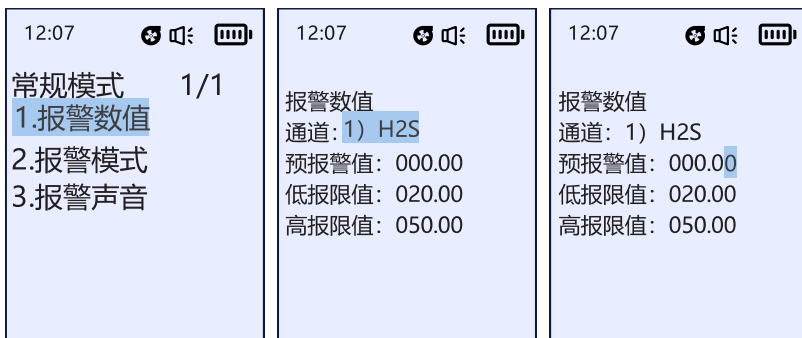 12:07
常规模式 1/1
1.报警数值
2.报警模式
3.报警声音
12:07
报警数值
通道：1）H2S
预报警值：000.00
低报限值：020.00
高报限值：050.00
12:07
报警数值
通道：1）H2S
预报警值：000.00
低报限值：020.00
高报限值：050.00